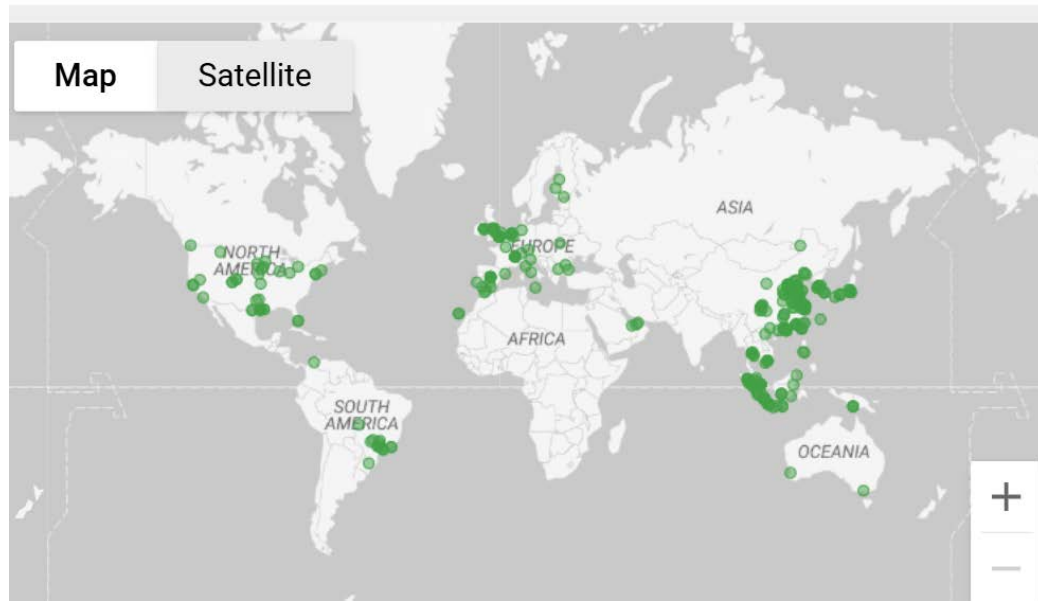 Map
Satellite
ASIA
NORTH
AMERICA
EUROPE
AFRICA
SOUTH
AMERICA
OCEANIA
+
−